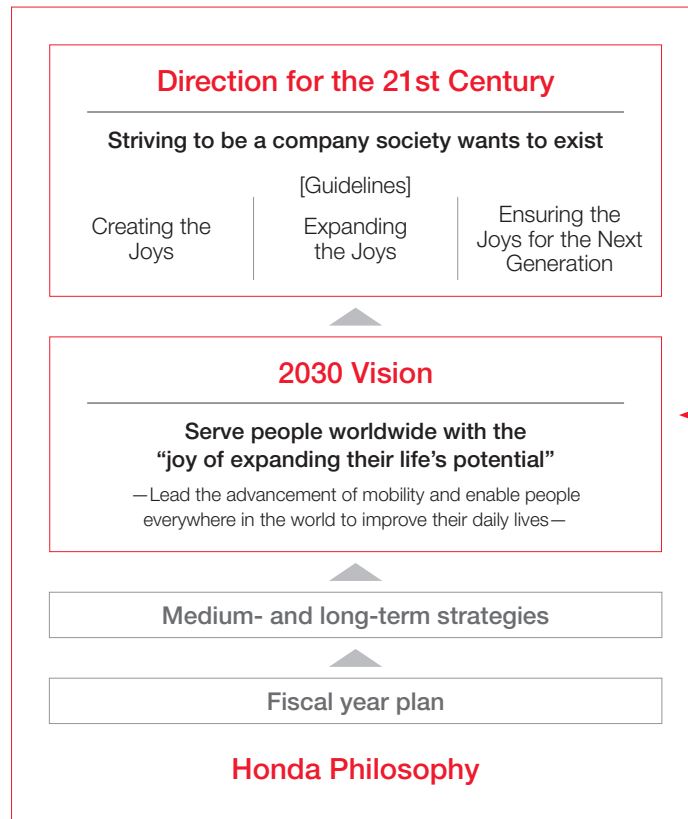 Direction for the 21st Century
Striving to be a company society wants to exist
[Guidelines]
Creating the
Joys
Expanding
the Joys
Ensuring the
Joys for the Next
Generation
2030 Vision
Serve people worldwide with the
“joy of expanding their life’s potential”
—Lead the advancement of mobility and enable people
everywhere in the world to improve their daily lives—
Medium- and long-term strategies
Fiscal year plan
Honda Philosophy